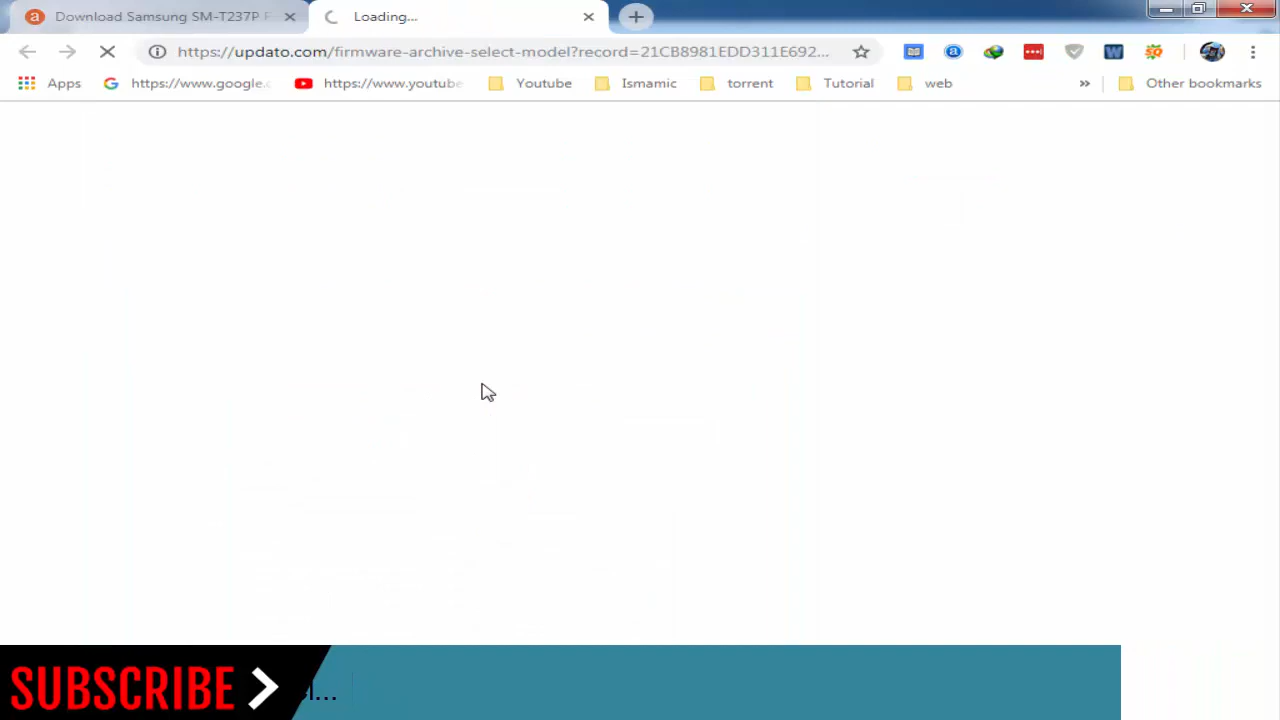 Download Samsung SM-T237P F
Loading...
https://updato.com/firmware-archive-select-model?record=21CB8981EDD311E692...
Apps
https://www.google.c
https://www.youtube
Youtube
Ismamic
torrent
Tutorial
web
»
Other bookmarks
SUBSCRIBE